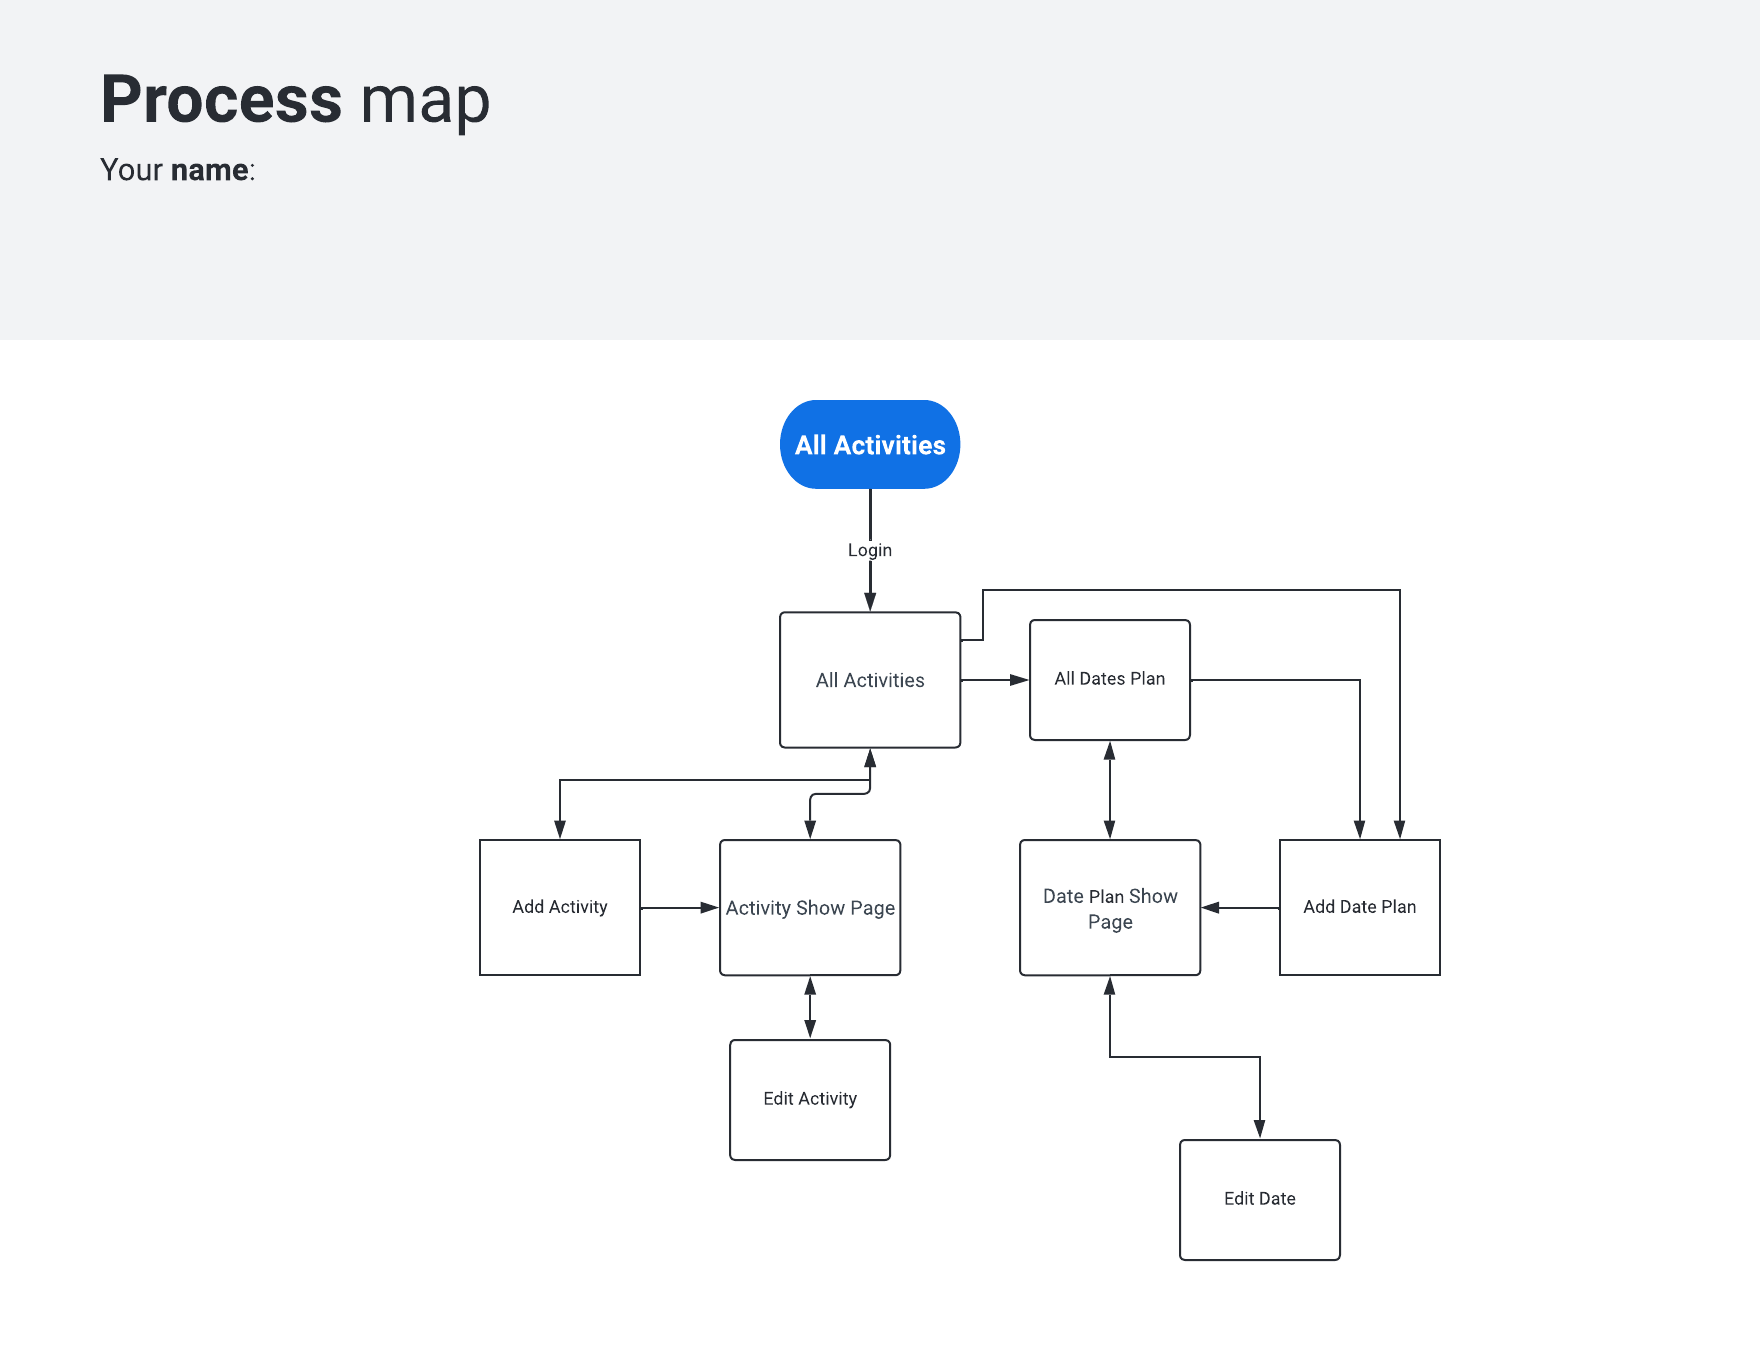 Process map
Your name:
All Activities
Login
All Activities
All Dates Plan
Add Activity
Activity Show Page
Date Plan Show
Page
Add Date Plan
Edit Activity
Edit Date